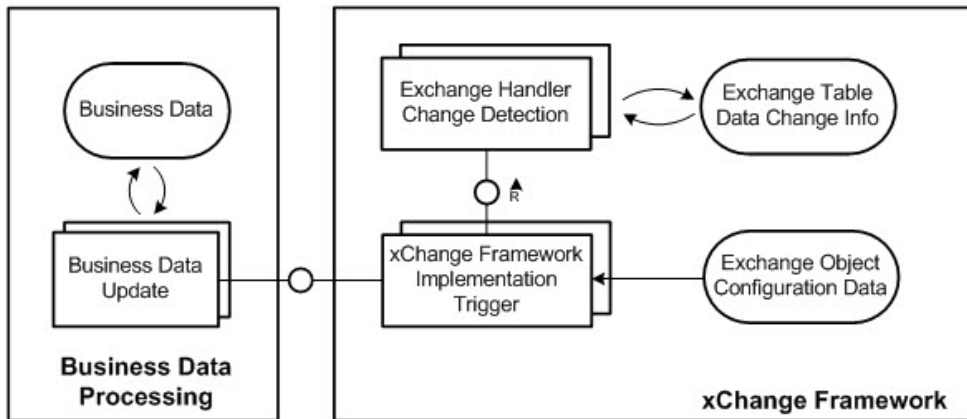 Business Data
Business Data
Update
Business Data
Processing
Exchange Handler
Change Detection
Exchange Table
Data Change Info
R
xChange Framework
Implementation
Trigger
Exchange Object
Configuration Data
xChange Framework